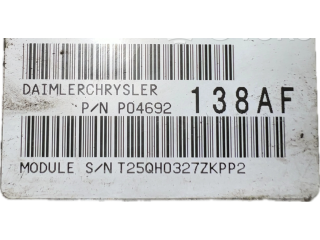 DAIMLERCHRYSLER
P/N P04692 138AF
MODULE S/N T25QH0327ZKPP2